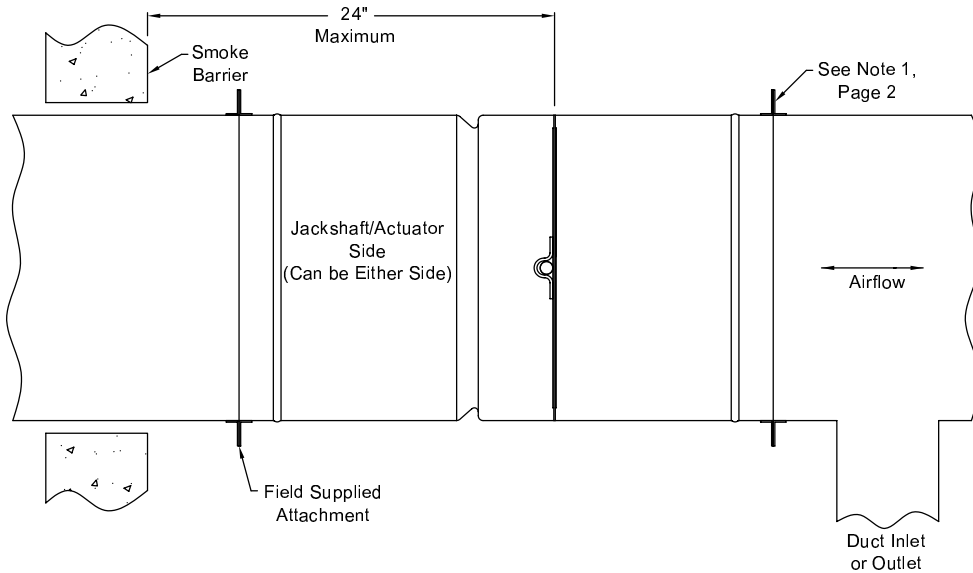 24"
Maximum
Smoke
Barrier
See Note 1,
Page 2
Jackshaft/Actuator
Side
(Can be Either Side)
Airflow
Field Supplied
Attachment
Duct Inlet
or Outlet